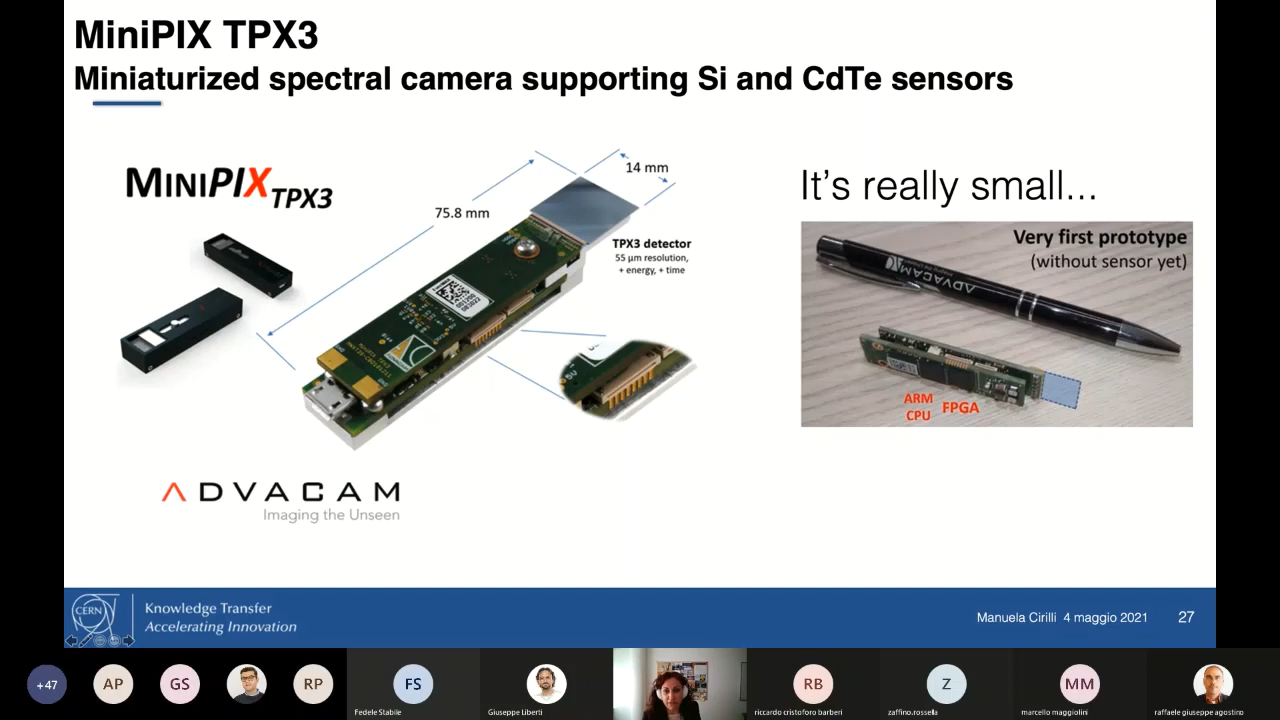 MiniPIX TPX3
Miniaturized spectral camera supporting Si and CdTe sensors
MINIPIX TPX3
75.8 mm
14 mm
TPX3 detector
55 µm resolution,
+ energy, + time
It's really small...
Very first prototype
(without sensor yet)
ADVACAM
ARM
CPU
FPGA
ADVACAM
Imaging the Unseen
CERN
Knowledge Transfer
Accelerating Innovation
Manuela Cirilli 4 maggio 2021
27
+47
AP
GS
RP
FS
Fedele Stabile
Giuseppe Liberti
RB
riccardo cristoforo barberi
Z
zaffino.rossella
MM
marcello maggiolini
raffaele giuseppe agostino